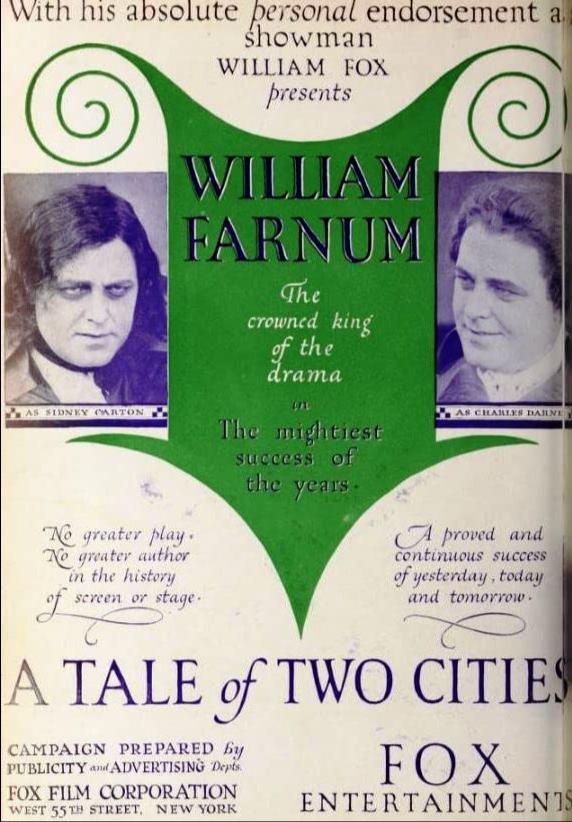 With his absolute personal endorsement a
showman
WILLIAM FOX
presents
WILLIAM
FARNUM
The
crowned king
of the
drama
in
The mightiest
success of
the years.
AS SIDNEY CARTON
AS CHARLES DARNE
No greater play.
No greater author
in the history
of screen or stage.
A proved and
continuous success
of yesterday, today
and tomorrow.
A TALE of TWO CITIES
CAMPAIGN PREPARED by
PUBLICITY and ADVERTISING Depts.
FOX FILM CORPORATION
WEST 55TH STREET, NEW YORK
FOX
ENTERTAINMENTS